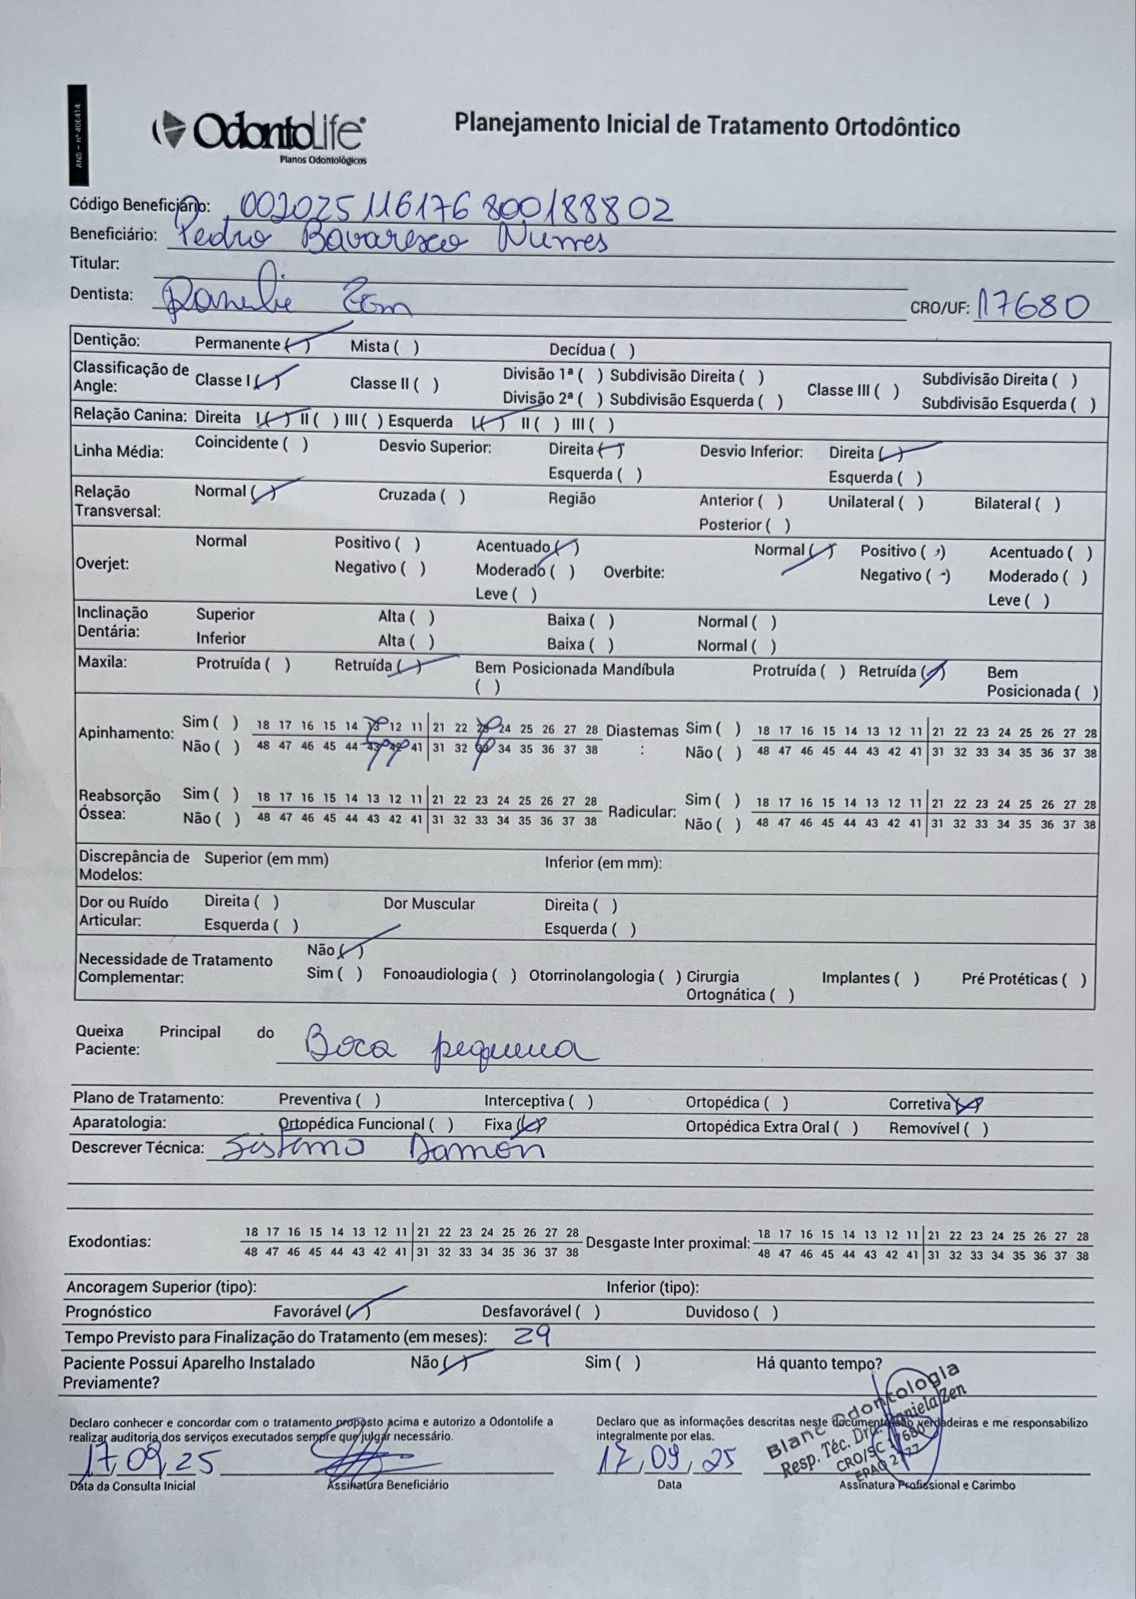 ANS - nº 406414
OdontoLife
Planos Odontológicos
Planejamento Inicial de Tratamento Ortodôntico
Código Beneficiário: 002025116176800188802
Beneficiário: Pedro Bavaresco Nunes
Titular:
Dentista: Zen CRO/UF: 17680
Dentição: Permanente (✓) Mista ( ) Decídua ( )
Classificação de Angle: Classe I (✓) Classe II ( ) Divisão 1ª ( ) Subdivisão Direita ( ) Classe III ( ) Subdivisão Direita ( )
Divisão 2ª ( ) Subdivisão Esquerda ( ) Subdivisão Esquerda ( )
Relação Canina: Direita I (✓) II ( ) III ( ) Esquerda I (✓) II ( ) III ( )
Linha Média: Coincidente ( ) Desvio Superior: Direita (✓) Desvio Inferior: Direita (✓)
Esquerda ( ) Esquerda ( )
Relação Transversal: Normal (✓) Cruzada ( ) Região Anterior ( ) Unilateral ( ) Bilateral ( )
Posterior ( )
Overjet: Normal Positivo ( ) Acentuado (✓) Overbite: Normal (✓) Positivo ( ) Acentuado ( )
Negativo ( ) Moderado ( ) Negativo ( ) Moderado ( )
Leve ( ) Leve ( )
Inclinação Dentária: Superior Alta ( ) Baixa ( ) Normal ( )
Inferior Alta ( ) Baixa ( ) Normal ( )
Maxila: Protruída ( ) Retruída (✓) Bem Posicionada ( ) Mandíbula Protruída ( ) Retruída (✓) Bem Posicionada ( )
Apinhamento: Sim ( ) 18 17 16 15 14 13 12 11 21 22 23 24 25 26 27 28 Diastemas: Sim ( ) 18 17 16 15 14 13 12 11 21 22 23 24 25 26 27 28
Não ( ) 48 47 46 45 44 43 42 41 31 32 33 34 35 36 37 38 Não ( ) 48 47 46 45 44 43 42 41 31 32 33 34 35 36 37 38
Reabsorção Óssea: Sim ( ) 18 17 16 15 14 13 12 11 21 22 23 24 25 26 27 28 Radicular: Sim ( ) 18 17 16 15 14 13 12 11 21 22 23 24 25 26 27 28
Não ( ) 48 47 46 45 44 43 42 41 31 32 33 34 35 36 37 38 Não ( ) 48 47 46 45 44 43 42 41 31 32 33 34 35 36 37 38
Discrepância de Modelos: Superior (em mm) Inferior (em mm):
Dor ou Ruído Articular: Direita ( ) Dor Muscular Direita ( )
Esquerda ( ) Esquerda ( )
Necessidade de Tratamento Complementar: Não (✓)
Sim ( ) Fonoaudiologia ( ) Otorrinolangologia ( ) Cirurgia Ortognática ( ) Implantes ( ) Pré Protéticas ( )
Queixa Principal do Paciente: Boca pequena
Plano de Tratamento: Preventiva ( ) Interceptiva ( ) Ortopédica ( ) Corretiva (✓)
Aparatologia: Ortopédica Funcional ( ) Fixa (✓) Ortopédica Extra Oral ( ) Removível ( )
Descrever Técnica: Sistema Damon
Exodontias: 18 17 16 15 14 13 12 11 21 22 23 24 25 26 27 28 Desgaste Inter proximal: 18 17 16 15 14 13 12 11 21 22 23 24 25 26 27 28
48 47 46 45 44 43 42 41 31 32 33 34 35 36 37 38 48 47 46 45 44 43 42 41 31 32 33 34 35 36 37 38
Ancoragem Superior (tipo): Inferior (tipo):
Prognóstico Favorável (✓) Desfavorável ( ) Duvidoso ( )
Tempo Previsto para Finalização do Tratamento (em meses): 29
Paciente Possui Aparelho Instalado Previamente? Não (✓) Sim ( ) Há quanto tempo?
Declaro conhecer e concordar com o tratamento proposto acima e autorizo a Odontolife a
realizar auditoria dos serviços executados sempre que julgar necessário.
Declaro que as informações descritas neste documento são verdadeiras e me responsabilizo
integralmente por elas.
17,09,25 17,09,25
Blanc Odontologia
Resp. Téc. Dra. Daniela Zen
CRO/SC 17680
EPAO 2177
Data da Consulta Inicial Assinatura Beneficiário Data Assinatura Profissional e Carimbo